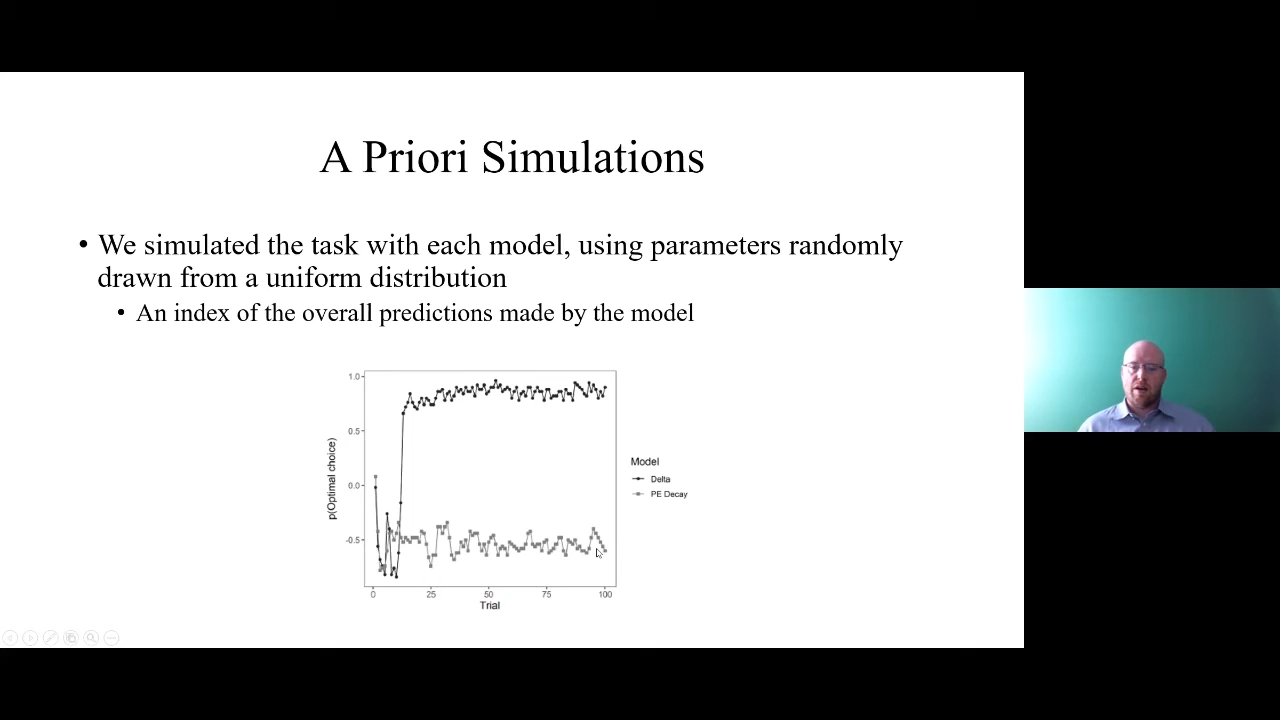 A Priori Simulations
• We simulated the task with each model, using parameters randomly
drawn from a uniform distribution
• An index of the overall predictions made by the model
1.0
0.5
0.0
-0.5
p(Optimal choice)
0 25 50 75 100
Trial
Model
Delta
PE Decay